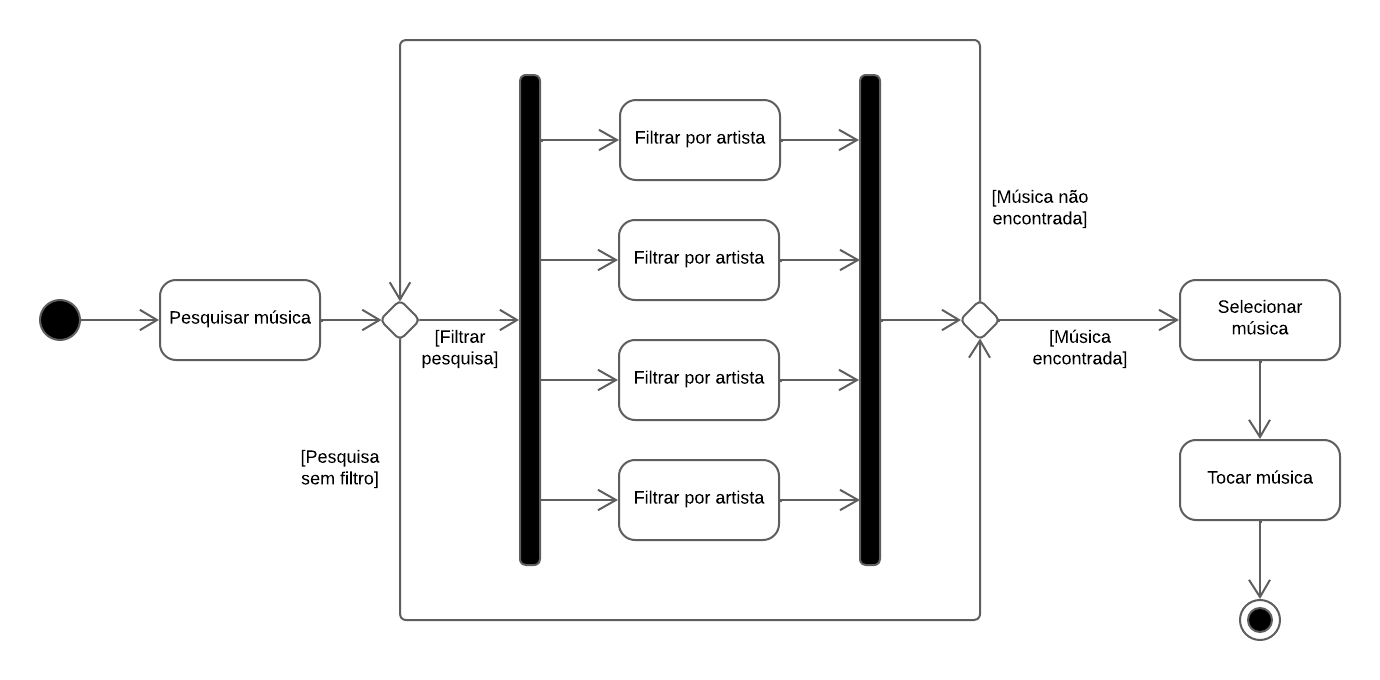 Pesquisar música
[Filtrar
pesquisa]
[Pesquisa
sem filtro]
Filtrar por artista
Filtrar por artista
Filtrar por artista
Filtrar por artista
[Música não
encontrada]
[Música
encontrada]
Selecionar
música
Tocar música